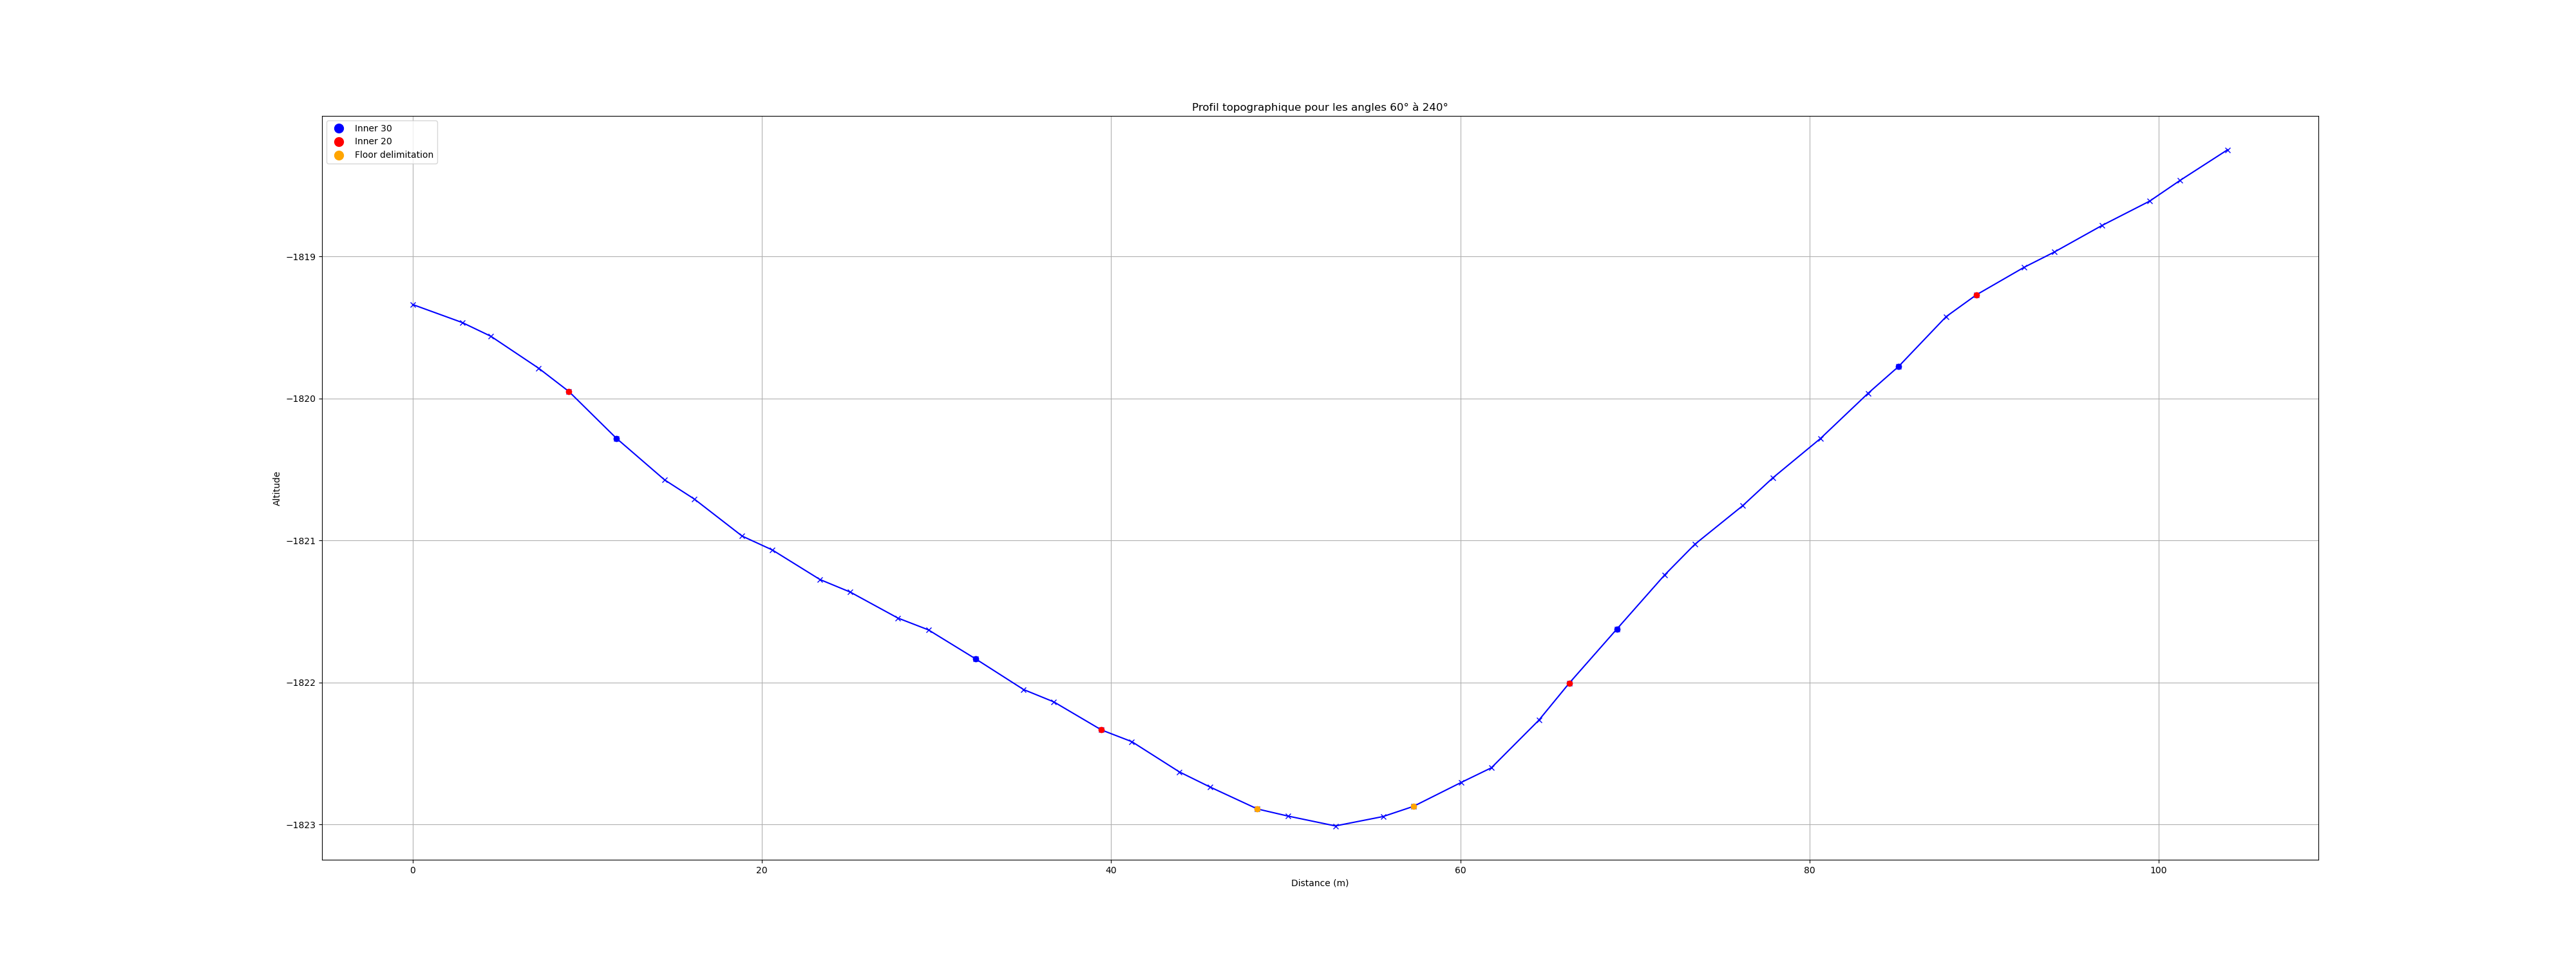 Profil topographique pour les angles 60° à 240°
Inner 30
Inner 20
Floor delimitation
Altitude
−1819
−1820
−1821
−1822
−1823
0
20
40
60
80
100
Distance (m)